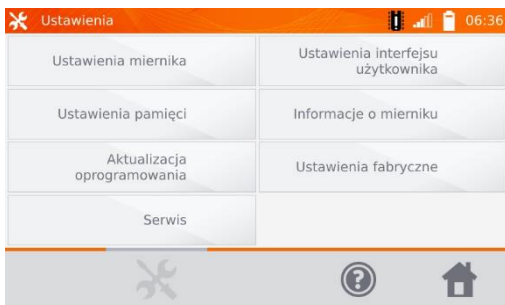 Ustawienia
06:36
Ustawienia miernika
Ustawienia interfejsu
użytkownika
Ustawienia pamięci
Informacje o mierniku
Aktualizacja
oprogramowania
Ustawienia fabryczne
Serwis